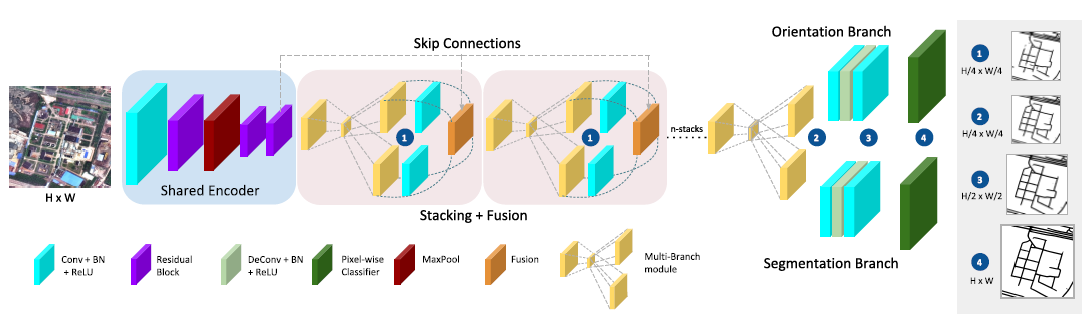 Skip Connections
Orientation Branch
H x W
Shared Encoder
1
1
n-stacks
2
3
4
Stacking + Fusion
Segmentation Branch
1
H/4 x W/4
2
H/4 x W/4
3
H/2 x W/2
4
H x W
Conv + BN
+ ReLU
Residual
Block
DeConv + BN
+ ReLU
Pixel-wise
Classifier
MaxPool
Fusion
Multi-Branch
module